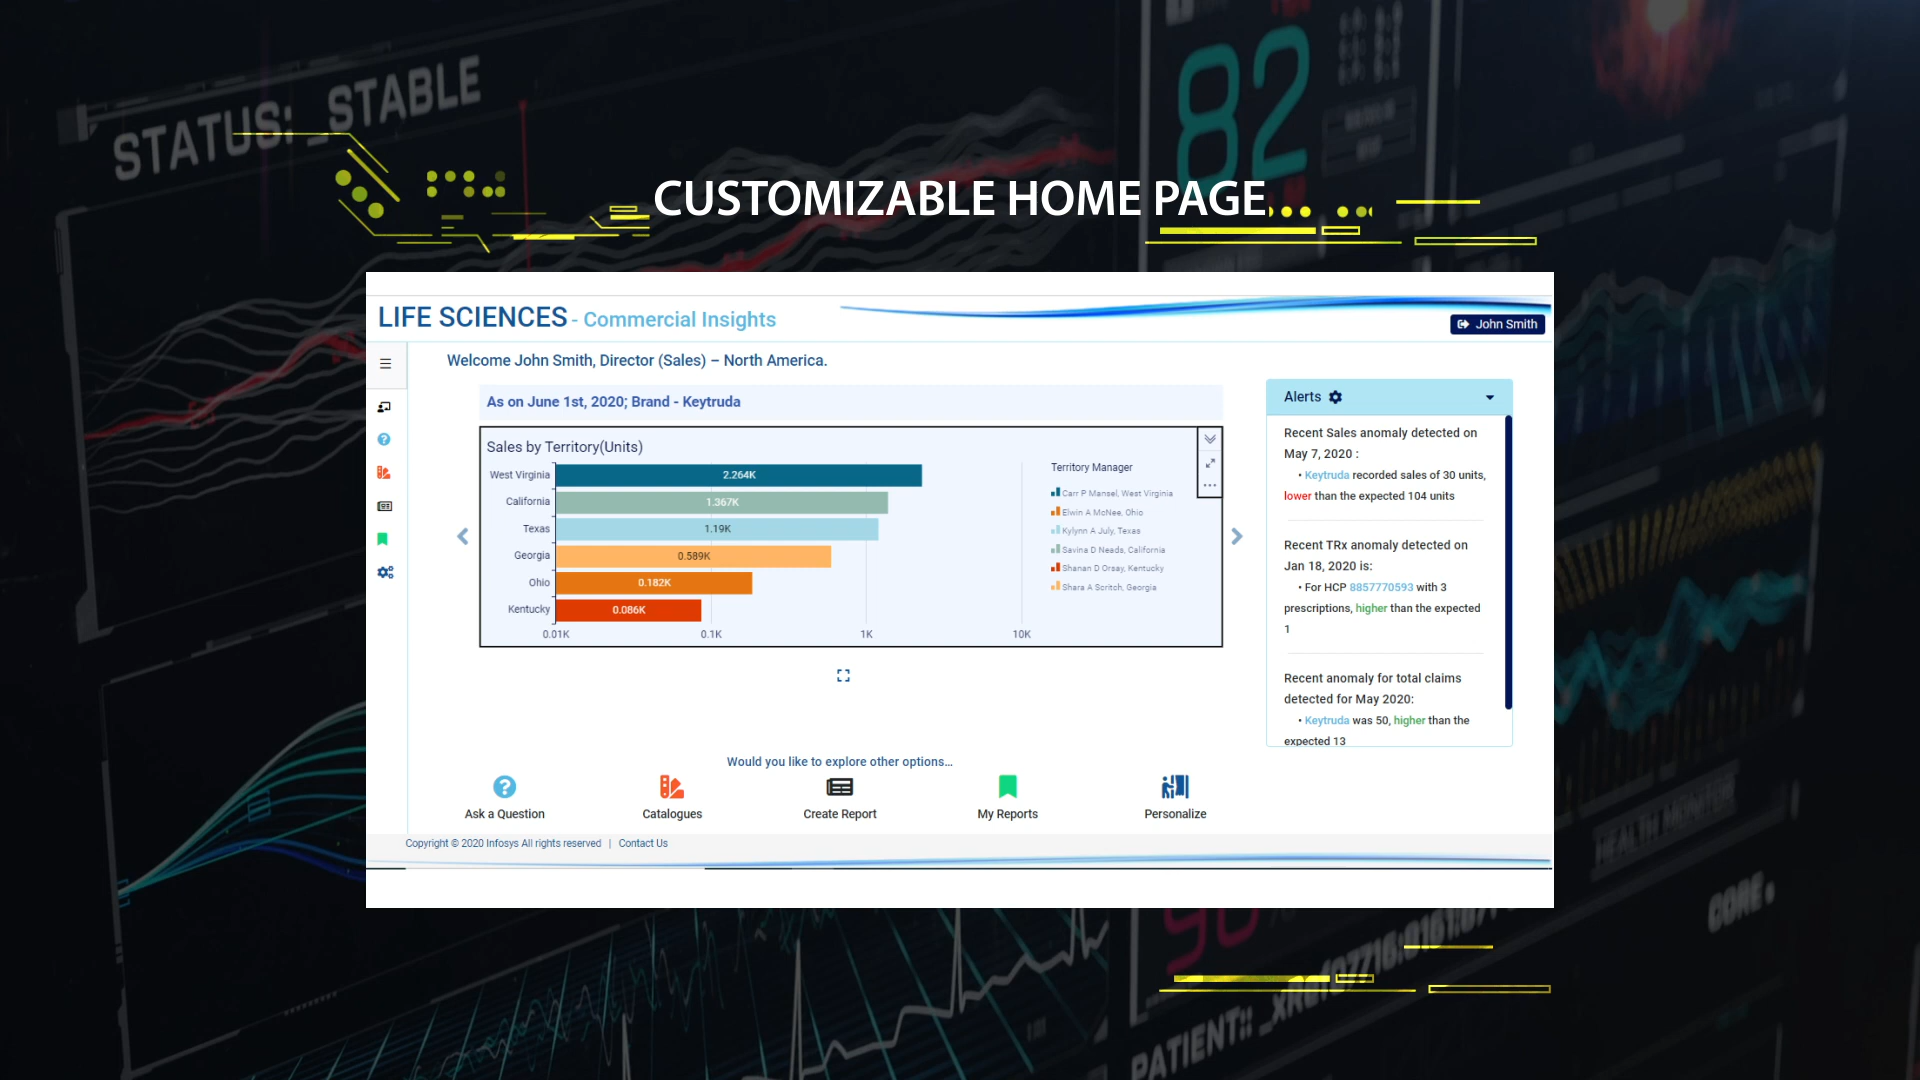 STATUS:_STABLE
82
CUSTOMIZABLE HOME PAGE
LIFE SCIENCES - Commercial Insights
John Smith
Welcome John Smith, Director (Sales) – North America.
As on June 1st, 2020; Brand - Keytruda
Sales by Territory(Units)
West Virginia 2.264K
California 1.367K
Texas 1.19K
Georgia 0.589K
Ohio 0.182K
Kentucky 0.086K
0.01K 0.1K 1K 10K
Territory Manager
Carr P Mansel, West Virginia
Elwin A McNee, Ohio
Kylynn A July, Texas
Savina D Neads, California
Shanan D Orsay, Kentucky
Shara A Scritch, Georgia
Alerts
Recent Sales anomaly detected on
May 7, 2020 :
• Keytruda recorded sales of 30 units,
lower than the expected 104 units
Recent TRx anomaly detected on
Jan 18, 2020 is:
• For HCP 8857770593 with 3
prescriptions, higher than the expected
1
Recent anomaly for total claims
detected for May 2020:
• Keytruda was 50, higher than the
expected 13
Would you like to explore other options...
Ask a Question
Catalogues
Create Report
My Reports
Personalize
Copyright © 2020 Infosys All rights reserved | Contact Us
HEALTH MONITOR
CORE
PATIENT::